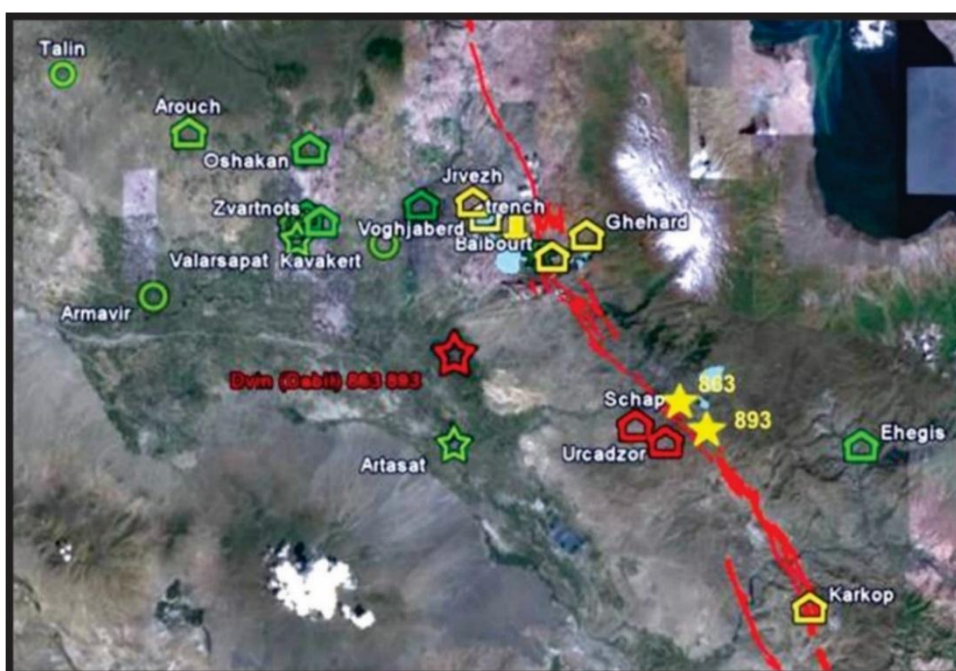 Talin
Arouch
Oshakan
Jrvezh
Zvartnots
trench
Voghjaberd
Ghehard
Baibourt
Valarsapat
Kavakert
Armavir
Dvin (Dabil) 863 893
863
Schap
893
Ehegis
Urcadzor
Artasat
Karkop